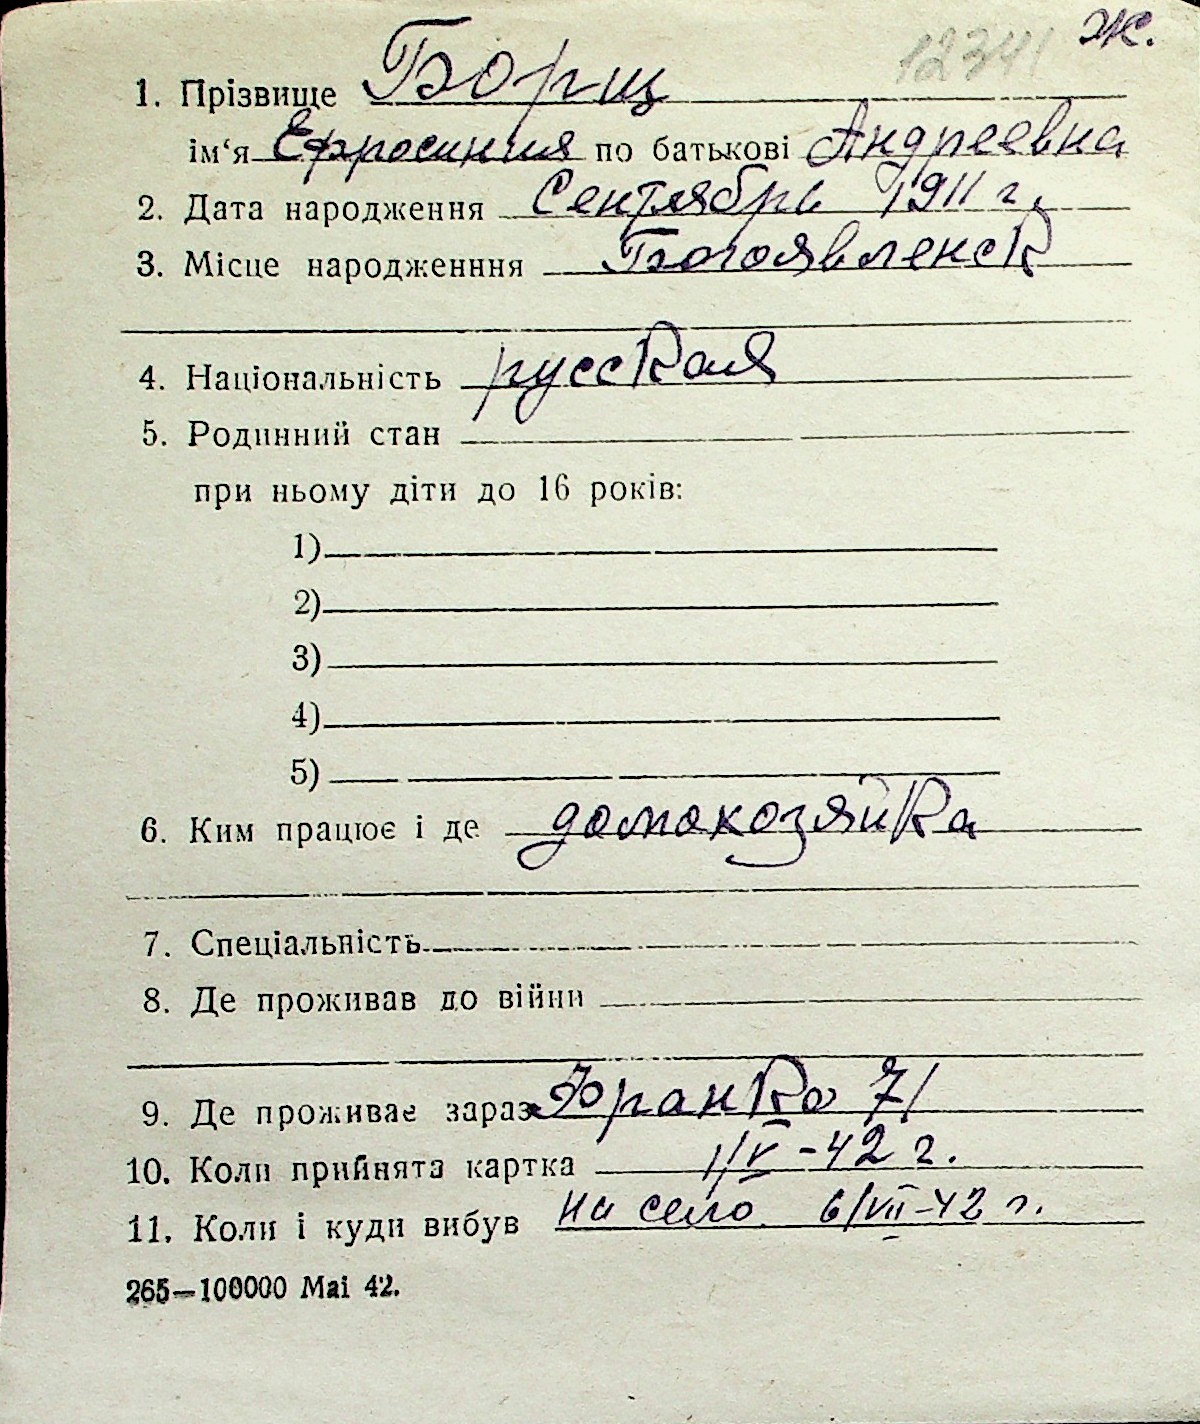 12341 Ж.
1. Прізвище Борщ
ім‘я Ефросиния по батькові Андреевна
2. Дата народження Сентябрь 1911 г.
3. Місце народженння Богоявленск
4. Національність русская
5. Родинний стан
при ньому діти до 16 років:
1)
2)
3)
4)
5)
6. Ким працює і де домохозяйка
7. Спеціальність
8. Де проживав до війни
9. Де проживає зараз Франко 71
10. Коли прийнята картка 1/V-42 г.
11. Коли і куди вибув на село 6/VII-42 г.
265—100000 Mai 42.